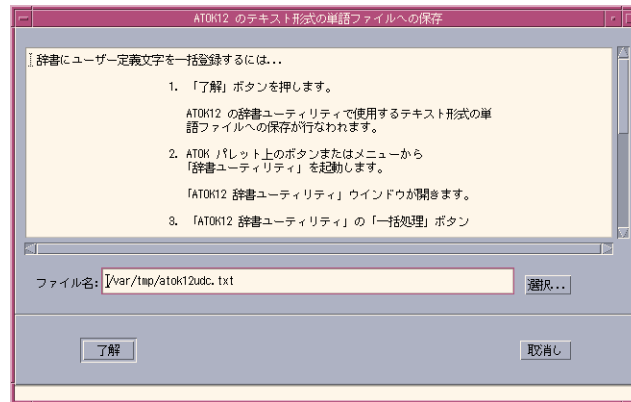 ATOK12 のテキスト形式の単語ファイルへの保存
辞書にユーザー定義文字を一括登録するには...
1. 「了解」ボタンを押します。
ATOK12 の辞書ユーティリティで使用するテキスト形式の単
語ファイルへの保存が行なわれます。
2. ATOK パレット上のボタンまたはメニューから
「辞書ユーティリティ」を起動します。
「ATOK12 辞書ユーティリティ」ウインドウが開きます。
3. 「ATOK12 辞書ユーティリティ」の「一括処理」ボタン
ファイル名: /var/tmp/atok12udc.txt
選択...
了解
取消し